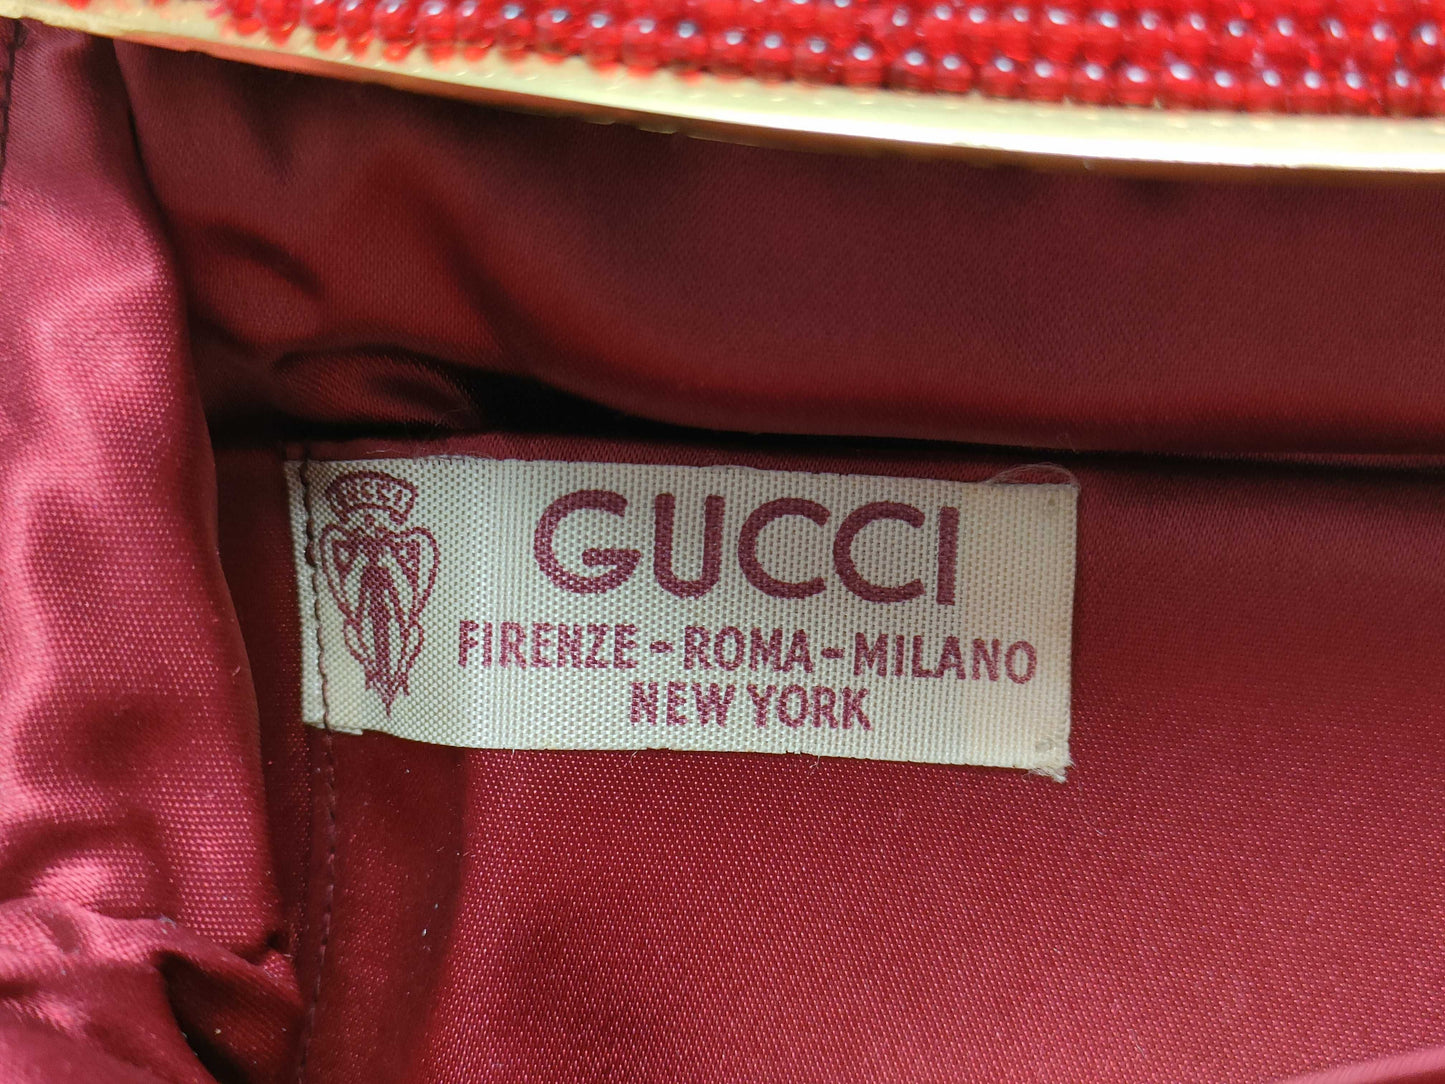 GUCCI
FIRENZE - ROMA - MILANO
NEW YORK